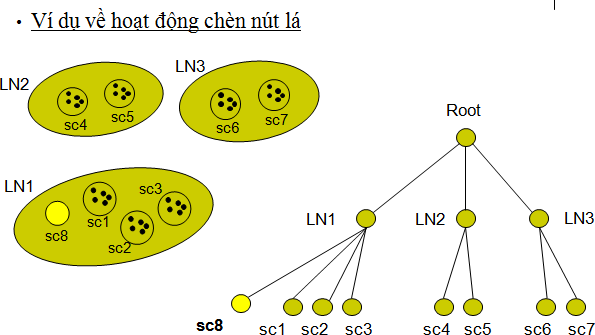 • Ví dụ về hoạt động chèn nút lá
LN2
sc4
sc5
LN3
sc6
sc7
LN1
sc8
sc1
sc2
sc3
Root
LN1
LN2
LN3
sc8
sc1
sc2
sc3
sc4
sc5
sc6
sc7